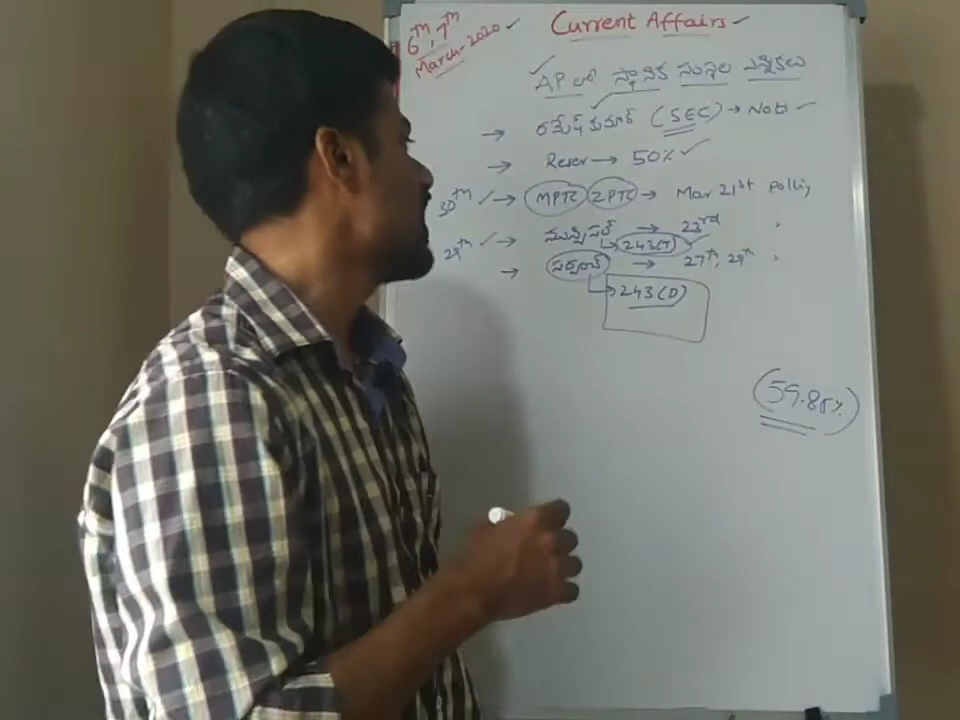 6TH, 7TH
March-2020
Current Affairs
AP లో స్థానిక సంస్థల ఎన్నికలు
→ రమేష్ కుమార్ (SEC) → Noti
→ Reser → 50%
30th → MPTC ZPTC → Mar 21st polling
29th → మున్సిపల్ → 23rd "
→ 243(T)
→ సర్పంచ్ → 27th, 29th "
→ 243(D)
(59.85%)